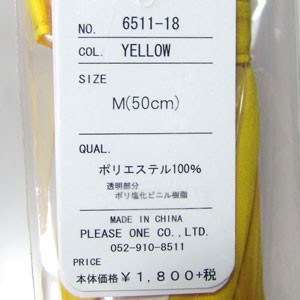 NO. 6511-18
COL. YELLOW
SIZE
M(50cm)
QUAL.
ポリエステル100%
透明部分
ポリ塩化ビニル樹脂
MADE IN CHINA
PLEASE ONE CO.,LTD.
052-910-8511
PRICE
本体価格¥1,800+税